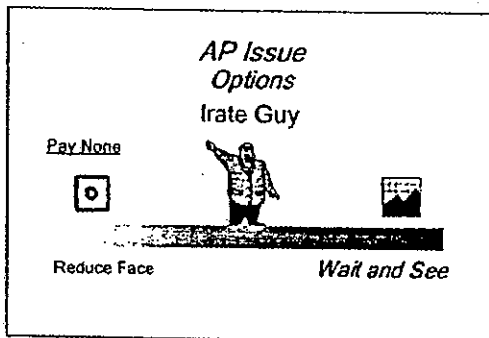 AP Issue
Options
Irate Guy
Pay None
Reduce Face
Wait and See